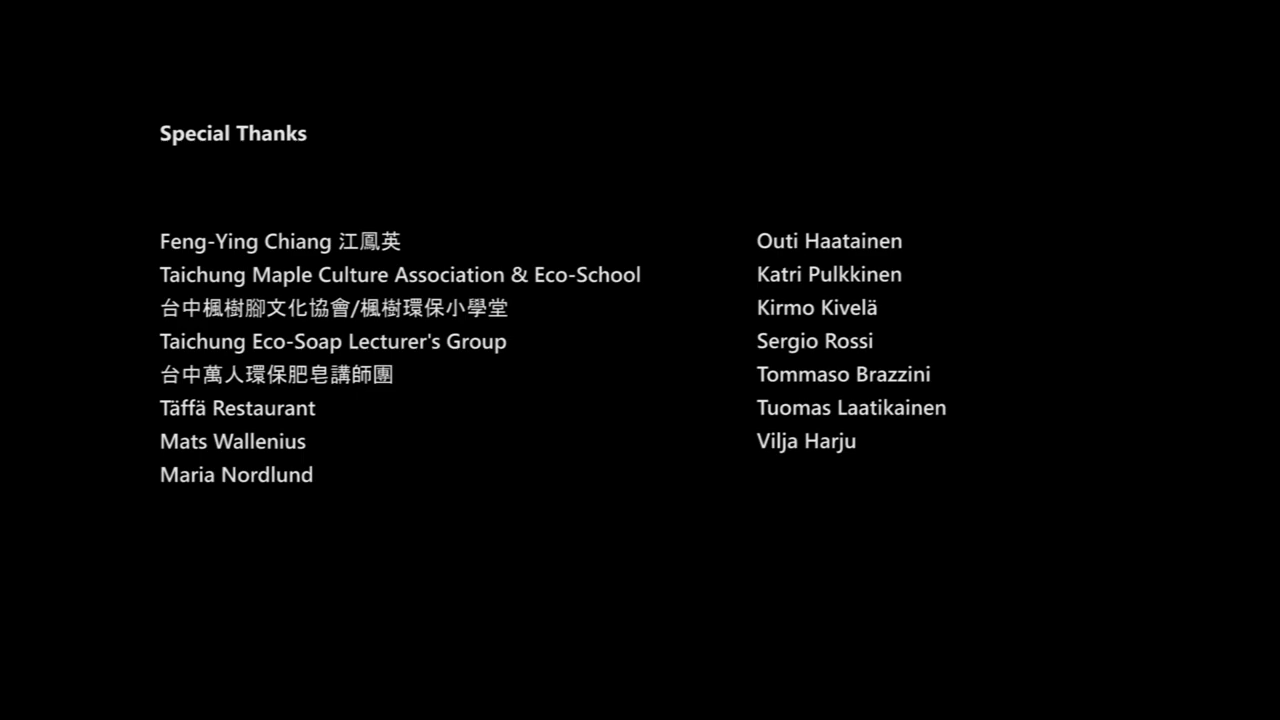 Special Thanks
Feng-Ying Chiang 江鳳英
Taichung Maple Culture Association & Eco-School
台中楓樹腳文化協會/楓樹環保小學堂
Taichung Eco-Soap Lecturer's Group
台中萬人環保肥皂講師團
Täffä Restaurant
Mats Wallenius
Maria Nordlund
Outi Haatainen
Katri Pulkkinen
Kirmo Kivelä
Sergio Rossi
Tommaso Brazzini
Tuomas Laatikainen
Vilja Harju